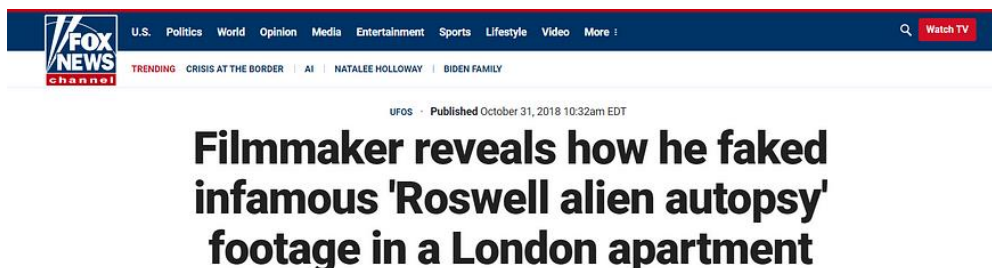 FOX NEWS channel
U.S. Politics World Opinion Media Entertainment Sports Lifestyle Video More Watch TV
TRENDING CRISIS AT THE BORDER AI NATALEE HOLLOWAY BIDEN FAMILY
UFOS · Published October 31, 2018 10:32am EDT
Filmmaker reveals how he faked
infamous 'Roswell alien autopsy'
footage in a London apartment